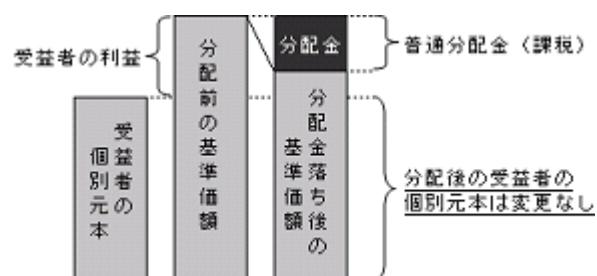 受益者の利益
受益者の
個別元本
分配前の基準価額
分配金
分配金落ち後の
基準価額
普通分配金（課税）
分配後の受益者の
個別元本は変更なし